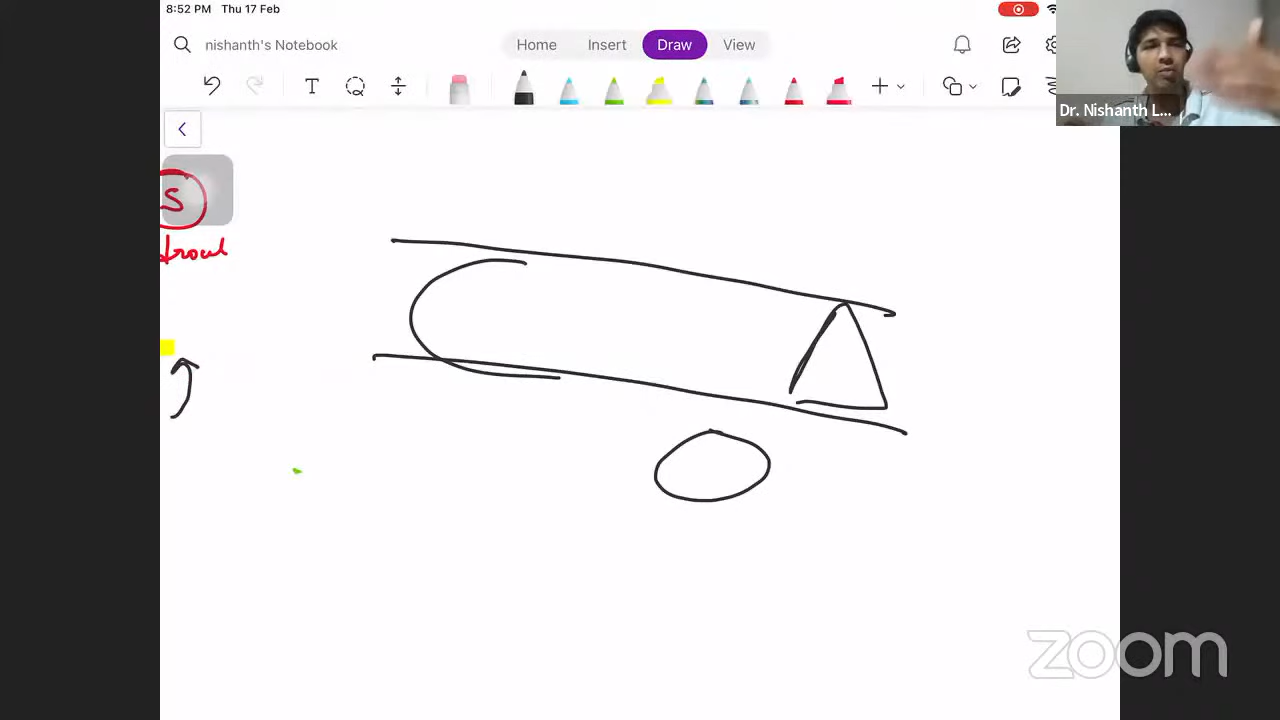 8:52 PM Thu 17 Feb
nishanth's Notebook
Home Insert Draw View
T
Dr. Nishanth L...
S
zoom